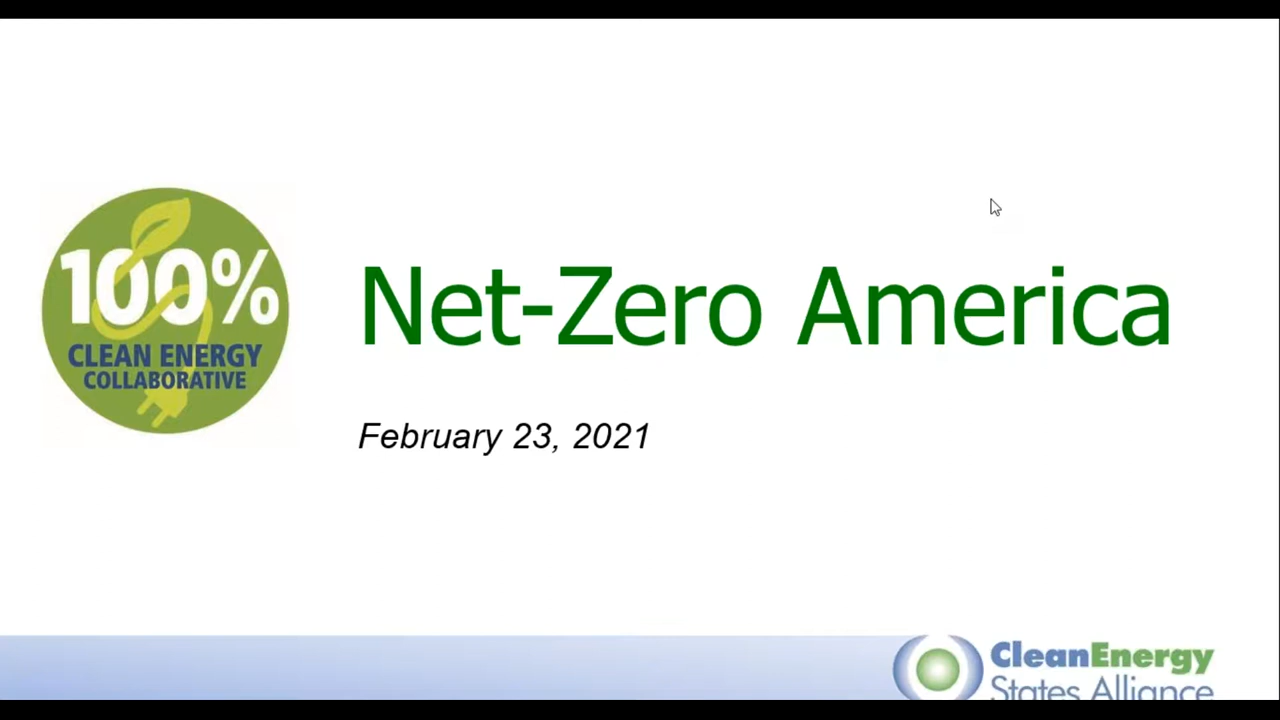 100%
CLEAN ENERGY
COLLABORATIVE
Net-Zero America
February 23, 2021
CleanEnergy
States Alliance